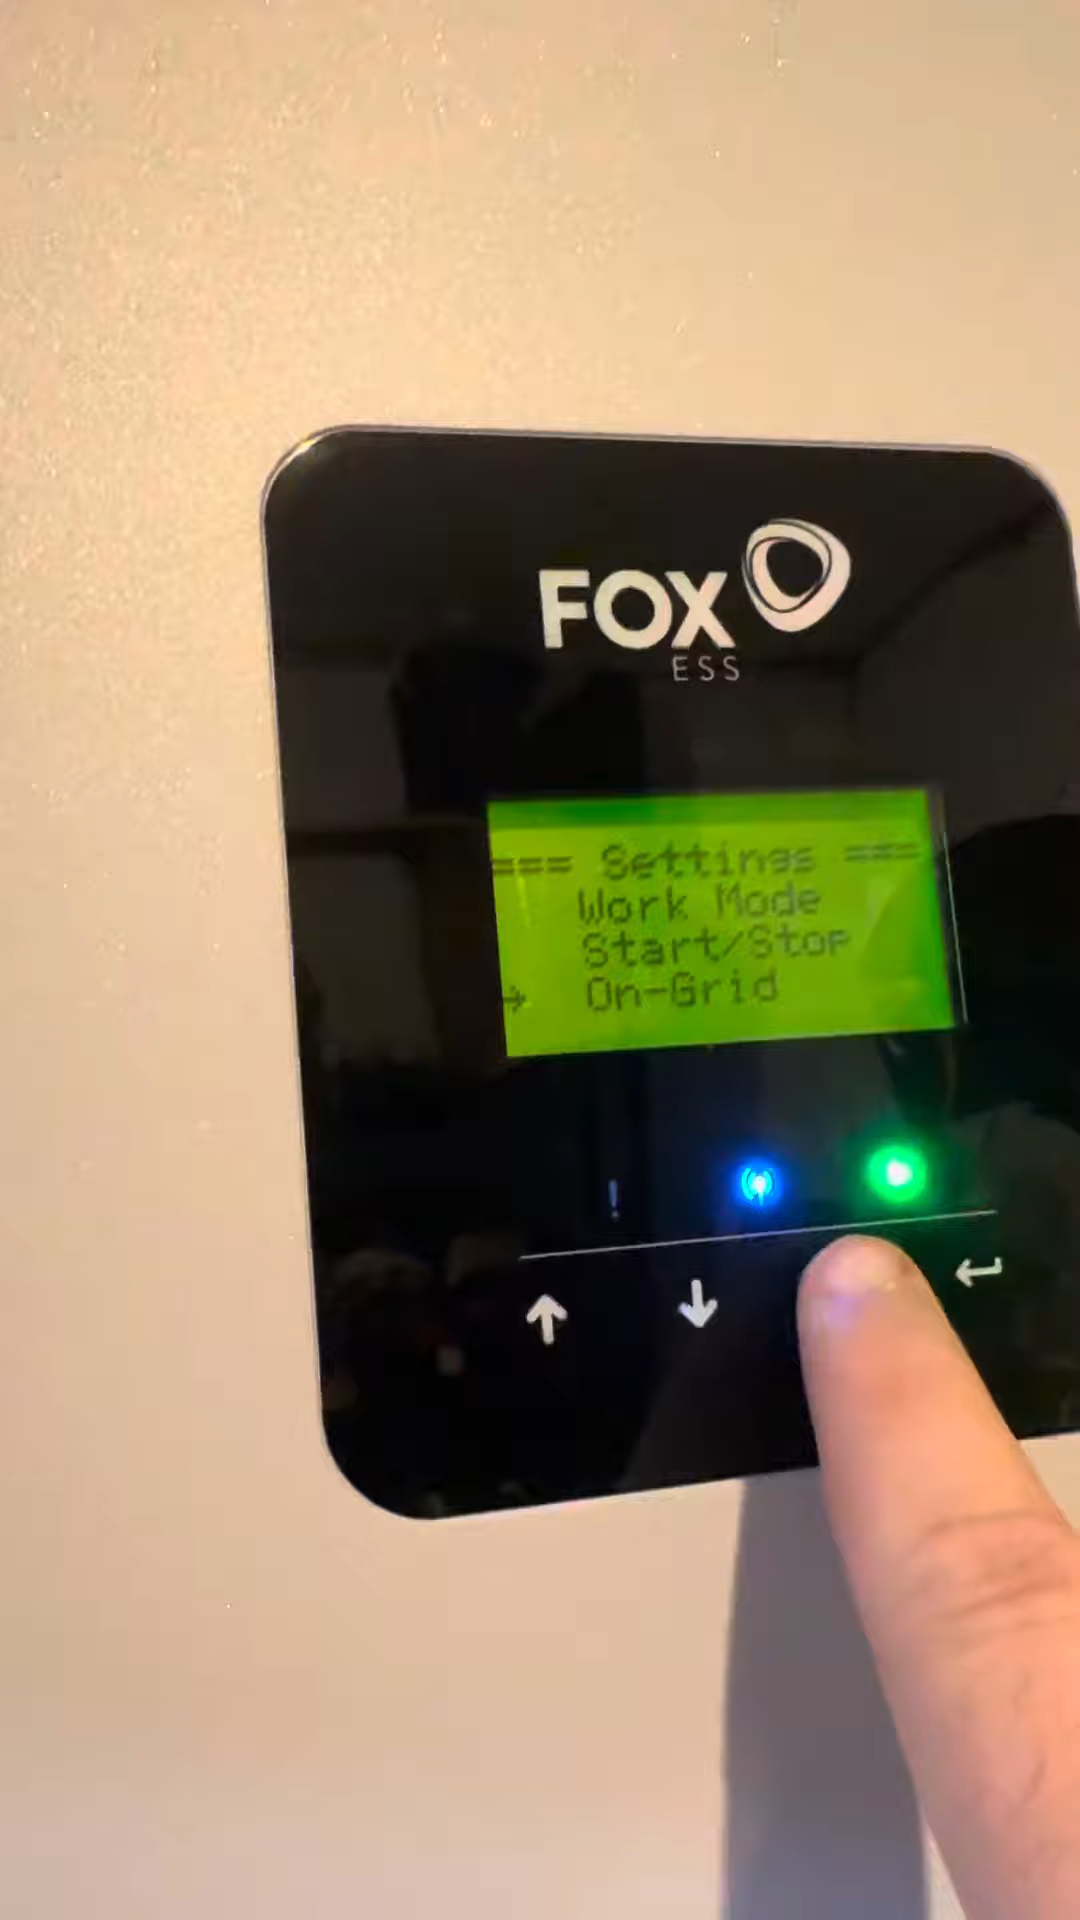 FOX
ESS
=== Settings ===
Work Mode
Start/Stop
→ On-Grid
!
↑ ↓ ↵